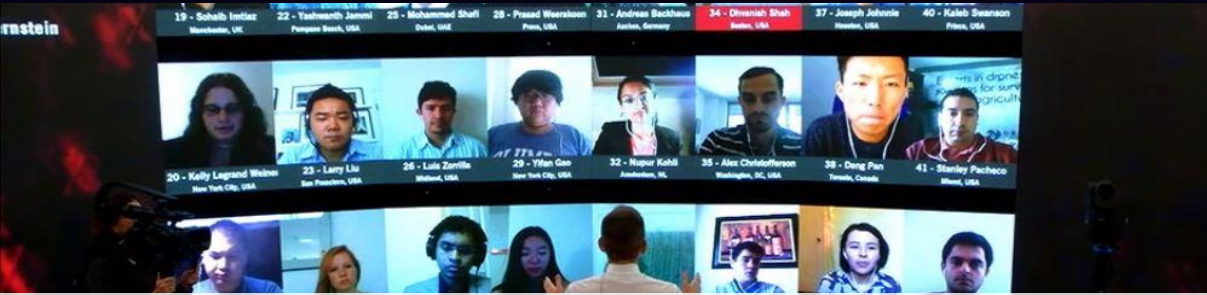 rnstein
19 - Sohaib Imtiaz
Manchester, UK
22 - Yashwanth Jammi
Pompano Beach, USA
25 - Mohammed Shafi
Dubai, UAE
28 - Prasad Weerakoon
Provo, USA
31 - Andreas Backhaus
Aachen, Germany
34 - Dhvanish Shah
Boston, USA
37 - Joseph Johnnie
Houston, USA
40 - Kaleb Swanson
Frisco, USA
20 - Kelly Legrand Weiner
New York City, USA
23 - Larry Liu
San Francisco, USA
26 - Luis Zorrilla
Midland, USA
29 - Yifan Gao
New York City, USA
32 - Nupur Kohli
Amsterdam, NL
35 - Alex Christofferson
Washington, DC, USA
38 - Deng Pan
Toronto, Canada
41 - Stanley Pacheco
Miami, USA
in drone
for